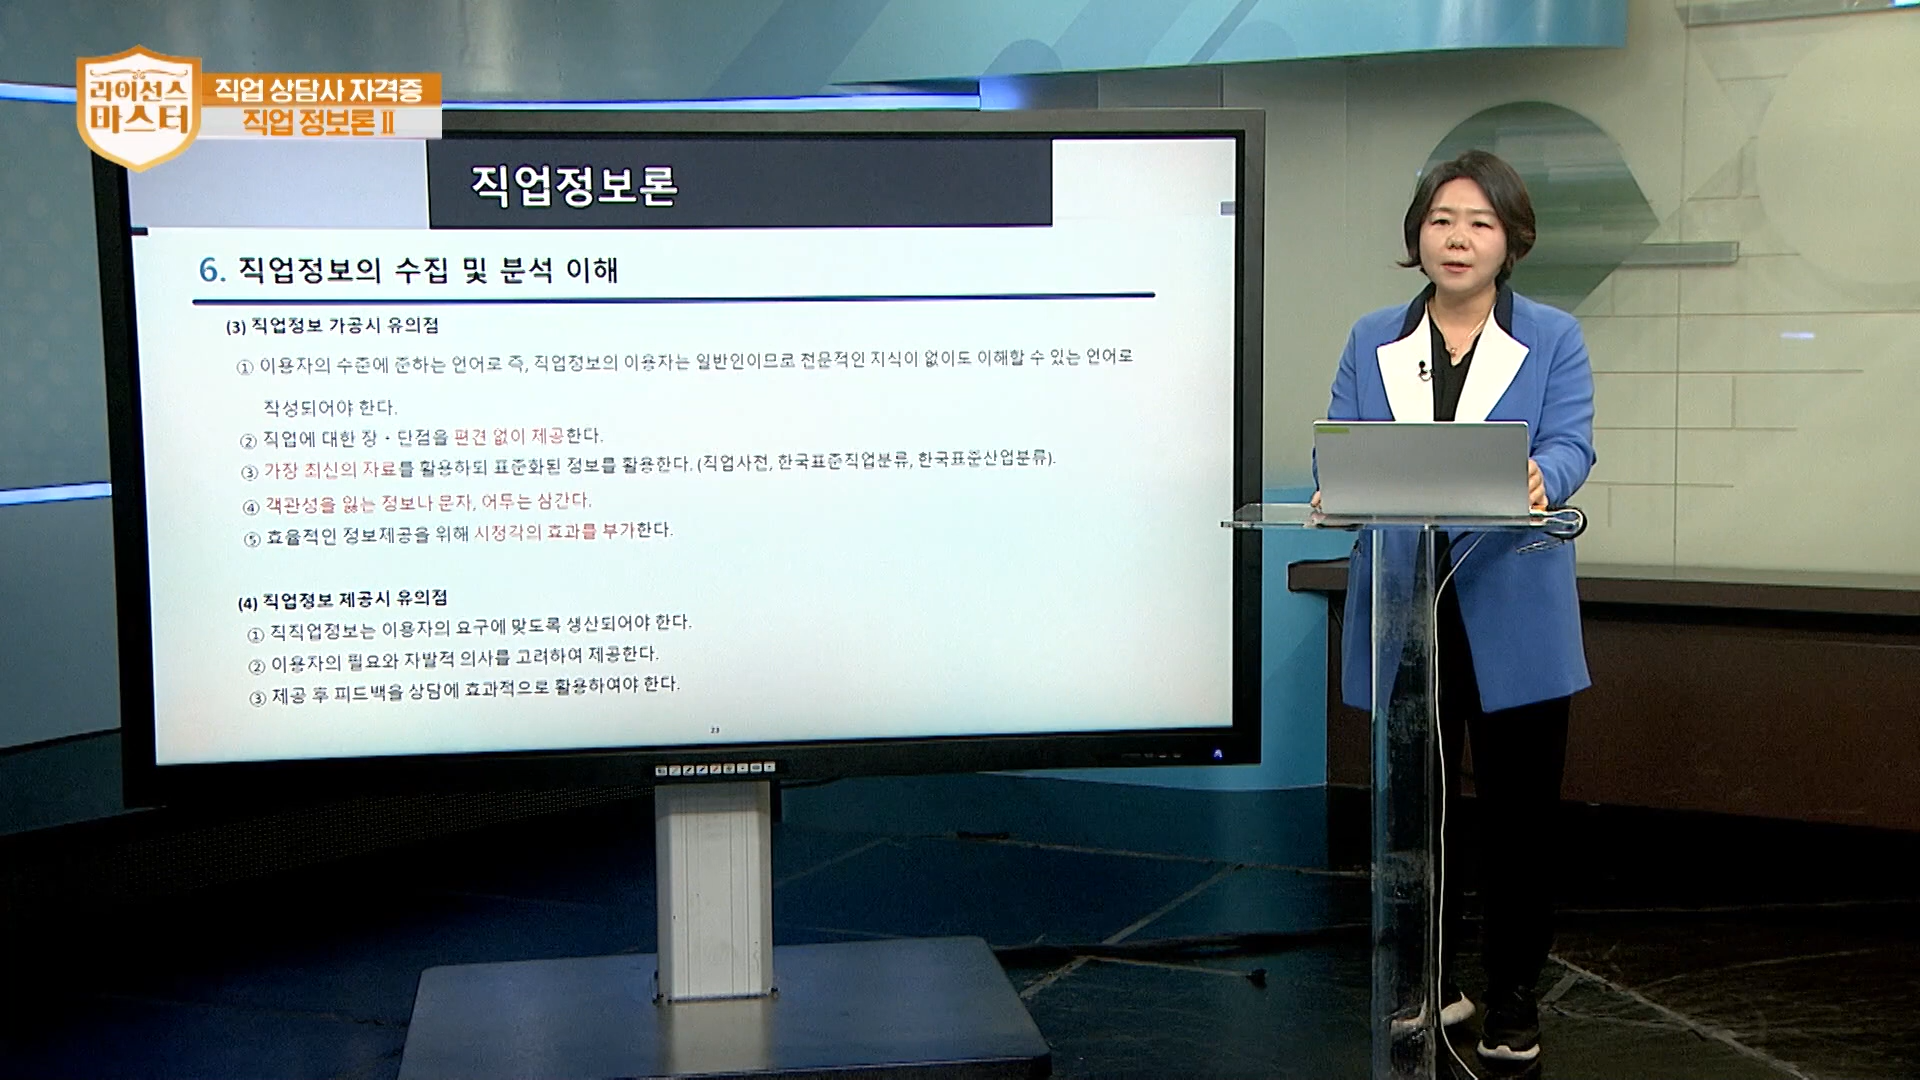 라이선스
마스터
직업 상담사 자격증
직업 정보론 Ⅱ
직업정보론
6. 직업정보의 수집 및 분석 이해
(3) 직업정보 가공시 유의점
① 이용자의 수준에 준하는 언어로 즉, 직업정보의 이용자는 일반인이므로 전문적인 지식이 없이도 이해할 수 있는 언어로
작성되어야 한다.
② 직업에 대한 장・단점을 편견 없이 제공한다.
③ 가장 최신의 자료를 활용하되 표준화된 정보를 활용한다. (직업사전, 한국표준직업분류, 한국표준산업분류).
④ 객관성을 잃는 정보나 문자, 어투는 삼간다.
⑤ 효율적인 정보제공을 위해 시청각의 효과를 부가한다.
(4) 직업정보 제공시 유의점
① 직직업정보는 이용자의 요구에 맞도록 생산되어야 한다.
② 이용자의 필요와 자발적 의사를 고려하여 제공한다.
③ 제공 후 피드백을 상담에 효과적으로 활용하여야 한다.
23